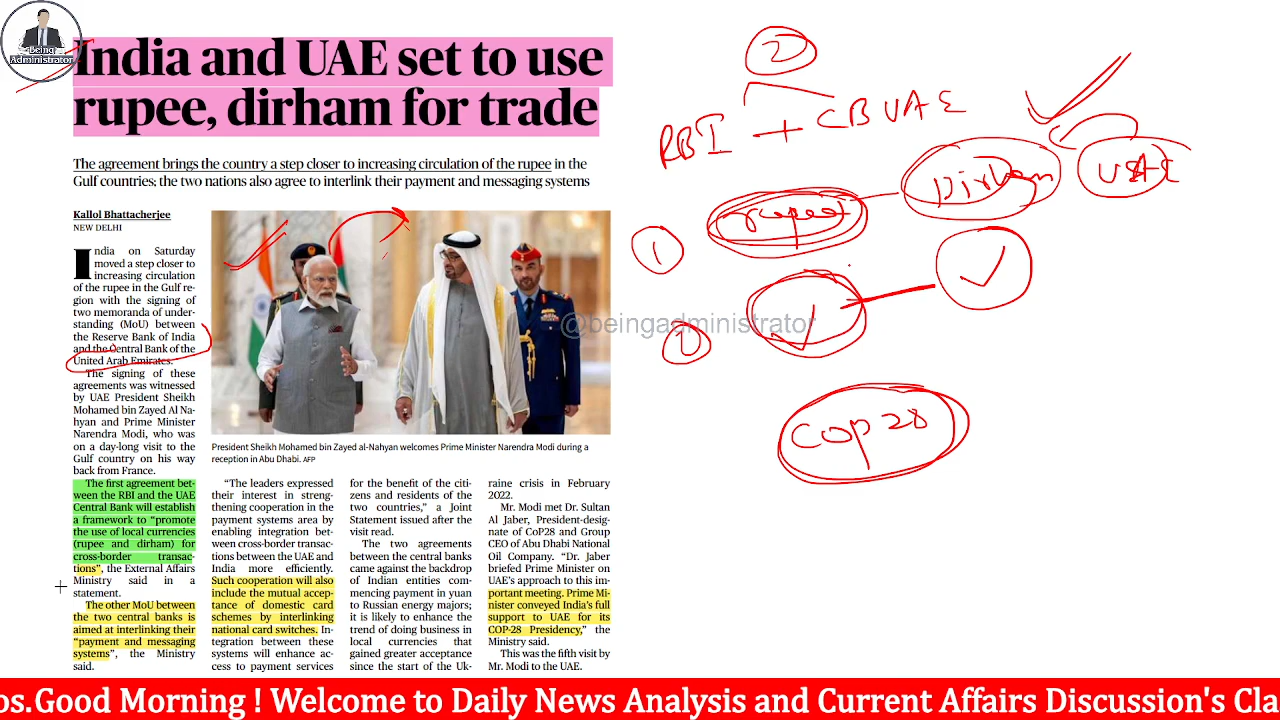 Being
Administrator
India and UAE set to use
rupee, dirham for trade
The agreement brings the country a step closer to increasing circulation of the rupee in the
Gulf countries; the two nations also agree to interlink their payment and messaging systems
Kallol Bhattacherjee
NEW DELHI
India on Saturday
moved a step closer to
increasing circulation
of the rupee in the Gulf re-
gion with the signing of
two memoranda of under-
standing (MoU) between
the Reserve Bank of India
and the Central Bank of the
United Arab Emirates.
The signing of these
agreements was witnessed
by UAE President Sheikh
Mohamed bin Zayed Al Na-
hyan and Prime Minister
Narendra Modi, who was
on a day-long visit to the
Gulf country on his way
back from France.
The first agreement bet-
ween the RBI and the UAE
Central Bank will establish
a framework to “promote
the use of local currencies
(rupee and dirham) for
cross-border transac-
tions”, the External Affairs
Ministry said in a
statement.
The other MoU between
the two central banks is
aimed at interlinking their
“payment and messaging
systems”, the Ministry
said.
President Sheikh Mohamed bin Zayed al-Nahyan welcomes Prime Minister Narendra Modi during a
reception in Abu Dhabi. AFP
“The leaders expressed
their interest in streng-
thening cooperation in the
payment systems area by
enabling integration bet-
ween cross-border transac-
tions between the UAE and
India more efficiently.
Such cooperation will also
include the mutual accep-
tance of domestic card
schemes by interlinking
national card switches. In-
tegration between these
systems will enhance ac-
cess to payment services
for the benefit of the citi-
zens and residents of the
two countries,” a Joint
Statement issued after the
visit read.
The two agreements
between the central banks
came against the backdrop
of Indian entities com-
mencing payment in yuan
to Russian energy majors;
it is likely to enhance the
trend of doing business in
local currencies that
gained greater acceptance
since the start of the Uk-
raine crisis in February
2022.
Mr. Modi met Dr. Sultan
Al Jaber, President-desig-
nate of CoP28 and Group
CEO of Abu Dhabi National
Oil Company. “Dr. Jaber
briefed Prime Minister on
UAE’s approach to this im-
portant meeting. Prime Mi-
nister conveyed India’s full
support to UAE for its
COP-28 Presidency,” the
Ministry said.
This was the fifth visit by
Mr. Modi to the UAE.
2
RBI + CBUAE
rupee Dirham UAE
1
2
COP28
@beingadministrator
os.Good Morning ! Welcome to Daily News Analysis and Current Affairs Discussion's Cla